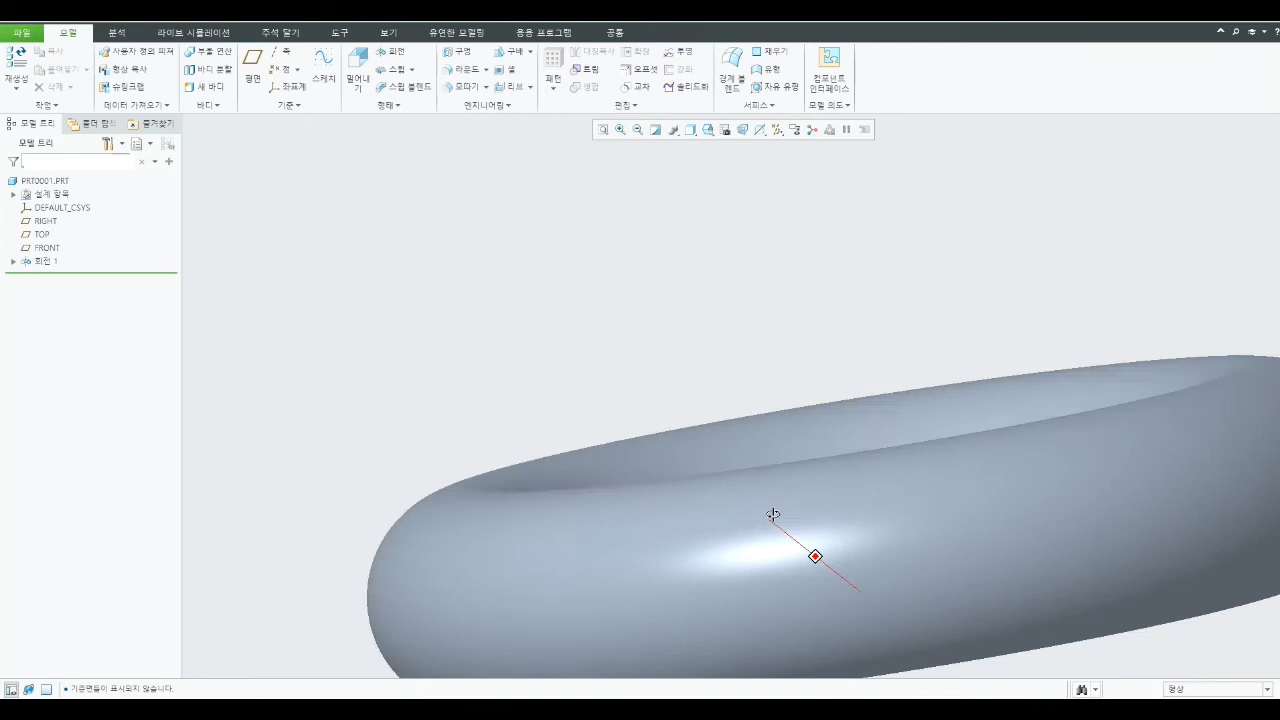 파일 모델 분석 라이브 시뮬레이션 주석 달기 도구 보기 유연한 모델링 응용 프로그램 공통
복사 사용자 정의 피쳐 부울 연산 축 회전 구멍 구배 대칭복사 확장 투영 채우기
재생성 붙여넣기 형상 복사 바디 분할 평면 점 스케치 밀어내기 스윕 라운드 셸 패턴 트림 오프셋 강화 경계 블렌드 유형 컴포넌트 인터페이스
삭제 슈링크랩 새 바디 좌표계 스윕 블렌드 모따기 리브 병합 교차 솔리드화 자유 유형
작업 데이터 가져오기 바디 기준 형태 엔지니어링 편집 서피스 모델 의도
모델 트리 폴더 탐색 즐겨찾기
모델 트리
PRT0001.PRT
설계 항목
DEFAULT_CSYS
RIGHT
TOP
FRONT
회전 1
• 기준면들이 표시되지 않습니다.
형상